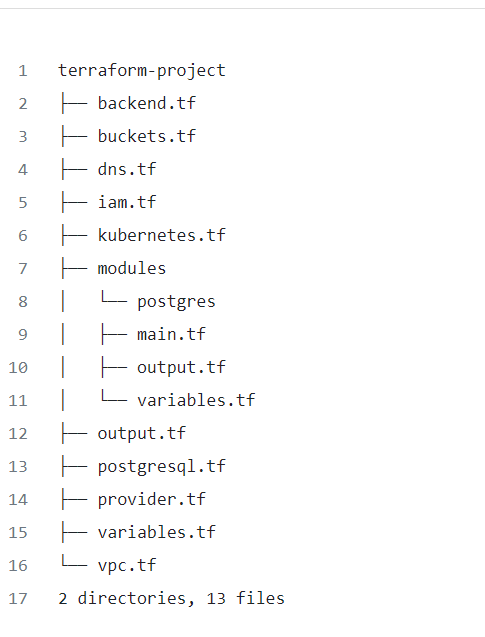 1 terraform-project
2 ├── backend.tf
3 ├── buckets.tf
4 ├── dns.tf
5 ├── iam.tf
6 ├── kubernetes.tf
7 ├── modules
8 │   └── postgres
9 │   ├── main.tf
10 │   ├── output.tf
11 │   └── variables.tf
12 ├── output.tf
13 ├── postgresql.tf
14 ├── provider.tf
15 ├── variables.tf
16 └── vpc.tf
17 2 directories, 13 files